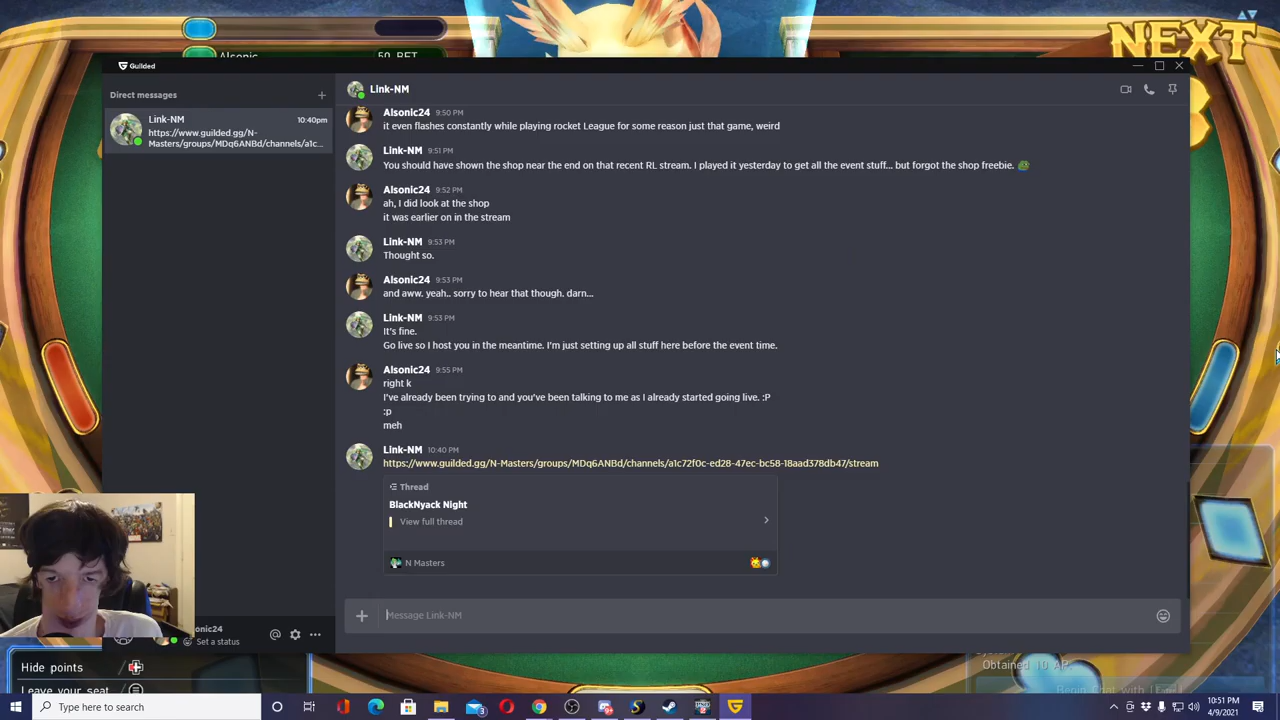 NEXT
Alsonic
50 BET
Guilded
Direct messages
Link-NM
Link-NM
10:40pm
https://www.guilded.gg/N-
Masters/groups/MDq6ANBd/channels/a1c...
Alsonic24 9:50 PM
it even flashes constantly while playing rocket League for some reason just that game, weird
Link-NM 9:51 PM
You should have shown the shop near the end on that recent RL stream. I played it yesterday to get all the event stuff... but forgot the shop freebie.
Alsonic24 9:52 PM
ah, I did look at the shop
it was earlier on in the stream
Link-NM 9:53 PM
Thought so.
Alsonic24 9:53 PM
and aww. yeah.. sorry to hear that though. darn...
Link-NM 9:53 PM
It's fine.
Go live so I host you in the meantime. I'm just setting up all stuff here before the event time.
Alsonic24 9:55 PM
right k
I've already been trying to and you've been talking to me as I already started going live. :P
:p
meh
Link-NM 10:40 PM
https://www.guilded.gg/N-Masters/groups/MDq6ANBd/channels/a1c72f0c-ed28-47ec-bc58-18aad378db47/stream
Thread
BlackNyack Night
View full thread
N Masters
Message Link-NM
onic24
Set a status
Hide points
Leave your seat
Obtained 10 AP.
Begin Chat with
Type here to search
10:51 PM
4/9/2021